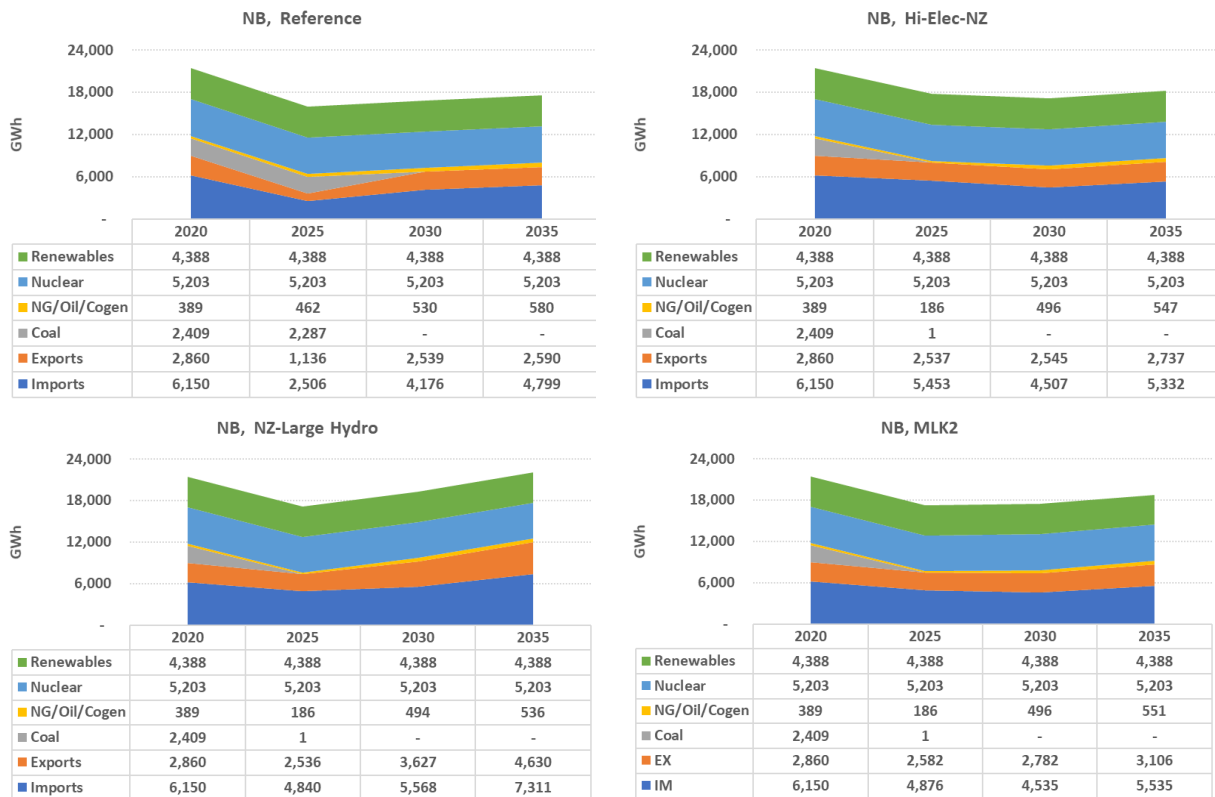 NB, Reference
24,000
18,000
12,000
6,000
-
GWh
2020 2025 2030 2035
Renewables 4,388 4,388 4,388 4,388
Nuclear 5,203 5,203 5,203 5,203
NG/Oil/Cogen 389 462 530 580
Coal 2,409 2,287 - -
Exports 2,860 1,136 2,539 2,590
Imports 6,150 2,506 4,176 4,799
NB, Hi-Elec-NZ
24,000
18,000
12,000
6,000
-
GWh
2020 2025 2030 2035
Renewables 4,388 4,388 4,388 4,388
Nuclear 5,203 5,203 5,203 5,203
NG/Oil/Cogen 389 186 496 547
Coal 2,409 1 - -
Exports 2,860 2,537 2,545 2,737
Imports 6,150 5,453 4,507 5,332
NB, NZ-Large Hydro
24,000
18,000
12,000
6,000
-
GWh
2020 2025 2030 2035
Renewables 4,388 4,388 4,388 4,388
Nuclear 5,203 5,203 5,203 5,203
NG/Oil/Cogen 389 186 494 536
Coal 2,409 1 - -
Exports 2,860 2,536 3,627 4,630
Imports 6,150 4,840 5,568 7,311
NB, MLK2
24,000
18,000
12,000
6,000
-
GWh
2020 2025 2030 2035
Renewables 4,388 4,388 4,388 4,388
Nuclear 5,203 5,203 5,203 5,203
NG/Oil/Cogen 389 186 496 551
Coal 2,409 1 - -
EX 2,860 2,582 2,782 3,106
IM 6,150 4,876 4,535 5,535